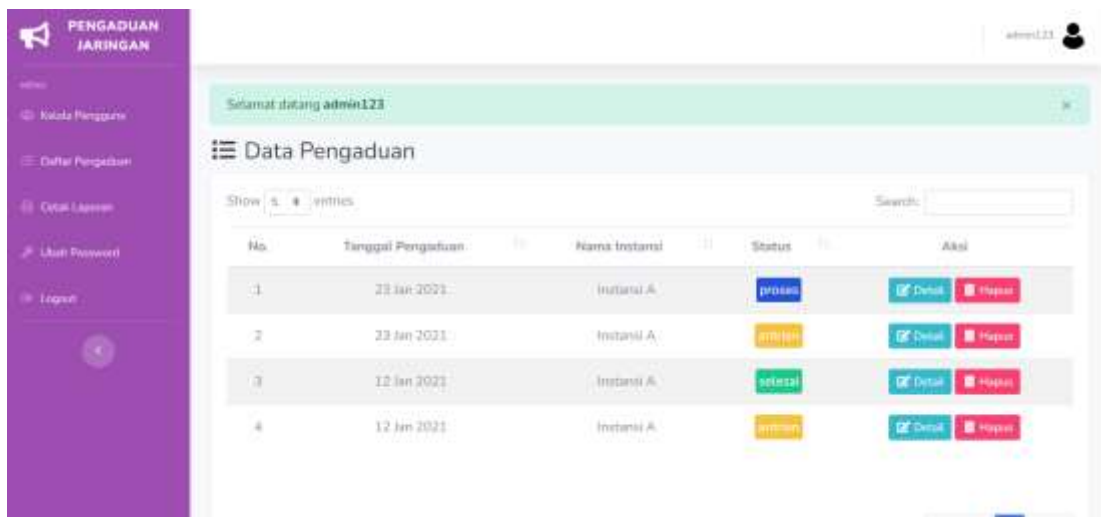 PENGADUAN
JARINGAN
admin123
MENU
Kelola Pengguna
Selamat datang admin123
Daftar Pengaduan
Data Pengaduan
Cetak Laporan
Show 5 entries
Search:
Ubah Password
No. Tanggal Pengaduan Nama Instansi Status Aksi
Logout
1 23 Jan 2021 Instansi A proses Detail Hapus
2 23 Jan 2021 Instansi A antrian Detail Hapus
3 12 Jan 2021 Instansi A selesai Detail Hapus
4 12 Jan 2021 Instansi A antrian Detail Hapus